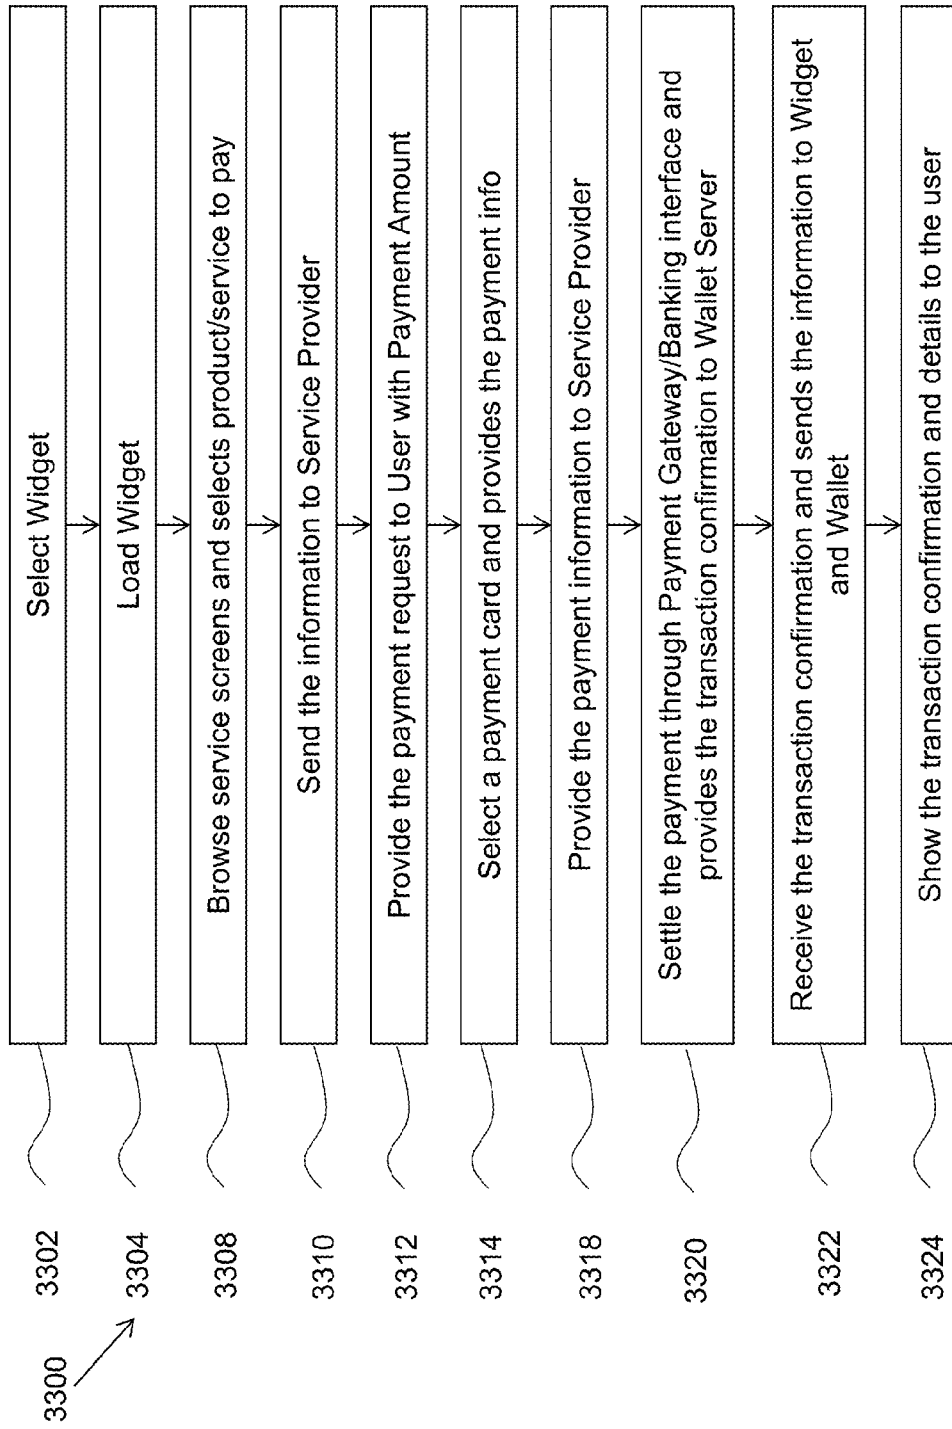 3300
3302
Select Widget
3304
Load Widget
3308
Browse service screens and selects product/service to pay
3310
Send the information to Service Provider
3312
Provide the payment request to User with Payment Amount
3314
Select a payment card and provides the payment info
3318
Provide the payment information to Service Provider
3320
Settle the payment through Payment Gateway/Banking interface and
provides the transaction confirmation to Wallet Server
3322
Receive the transaction confirmation and sends the information to Widget
and Wallet
3324
Show the transaction confirmation and details to the user